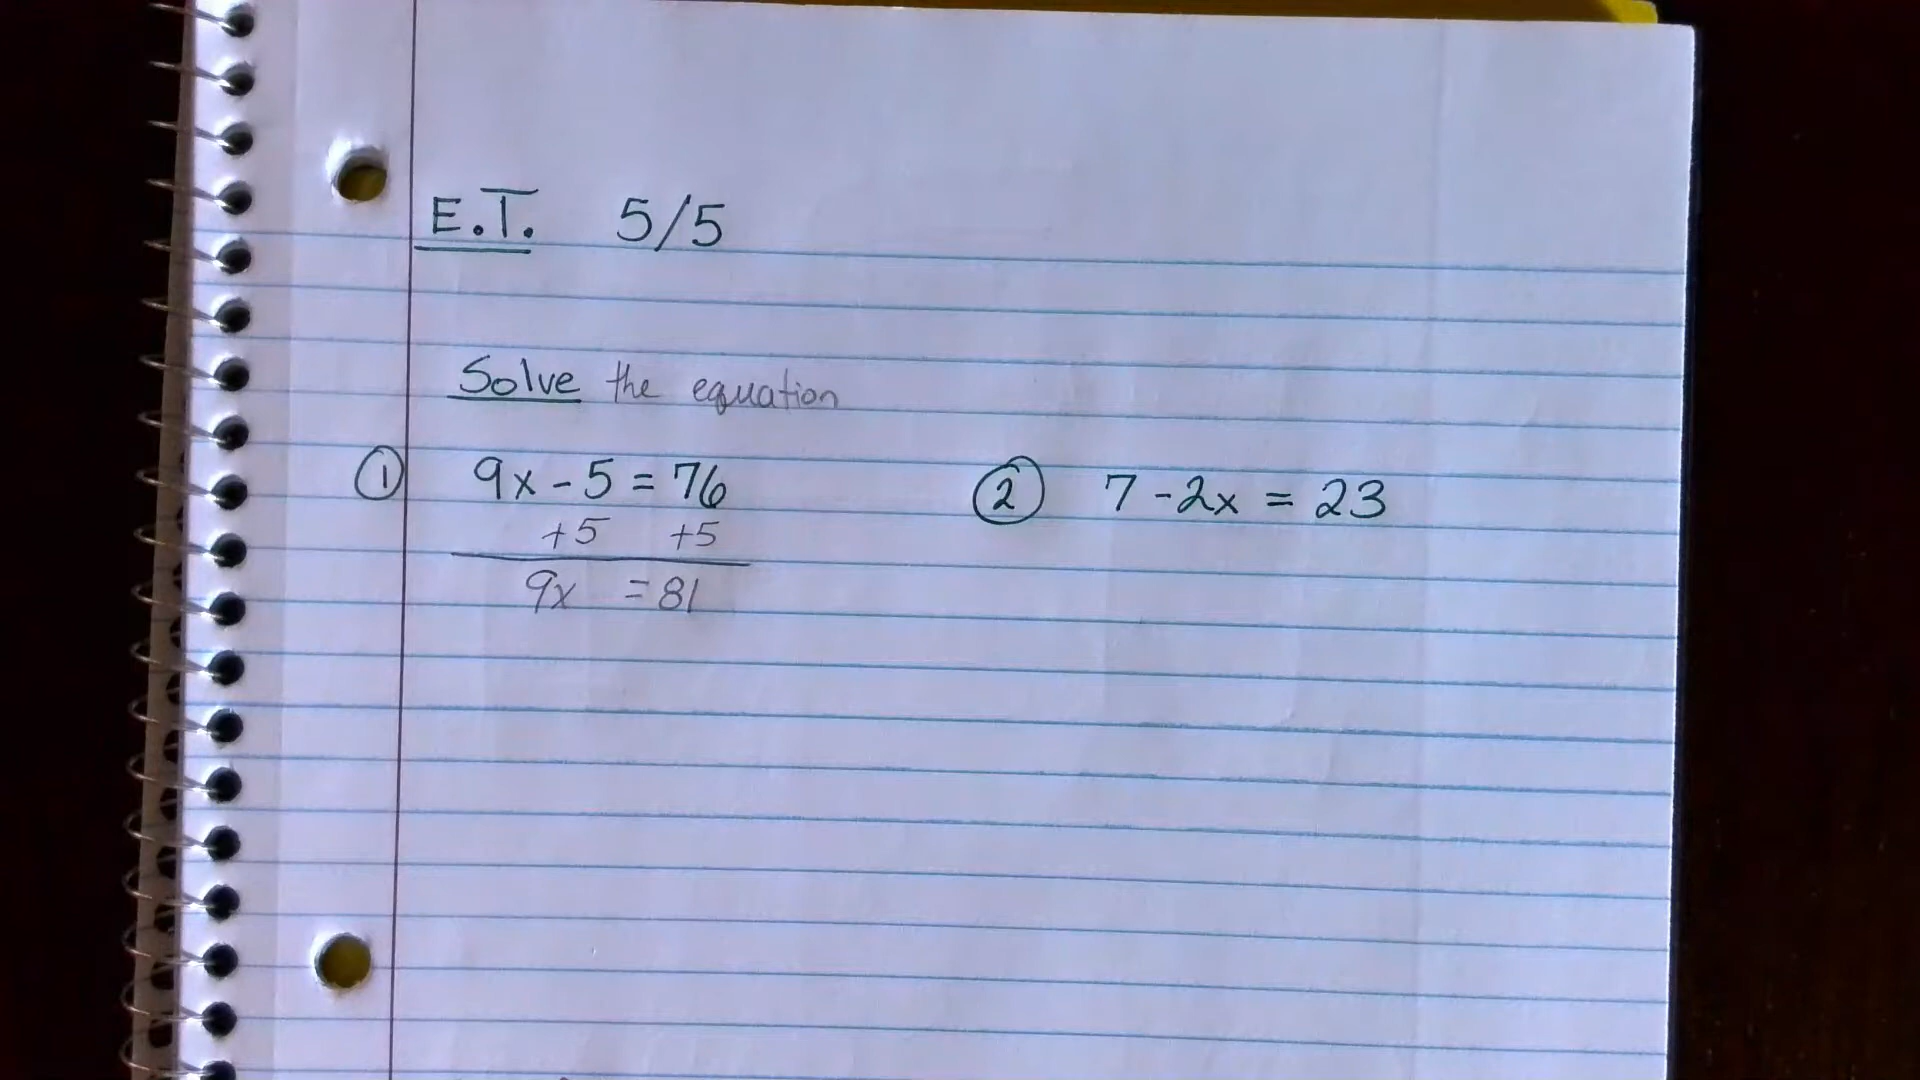 E.T. 5/5
Solve the equation
① 9x - 5 = 76
+5 +5
9x = 81
② 7 - 2x = 23